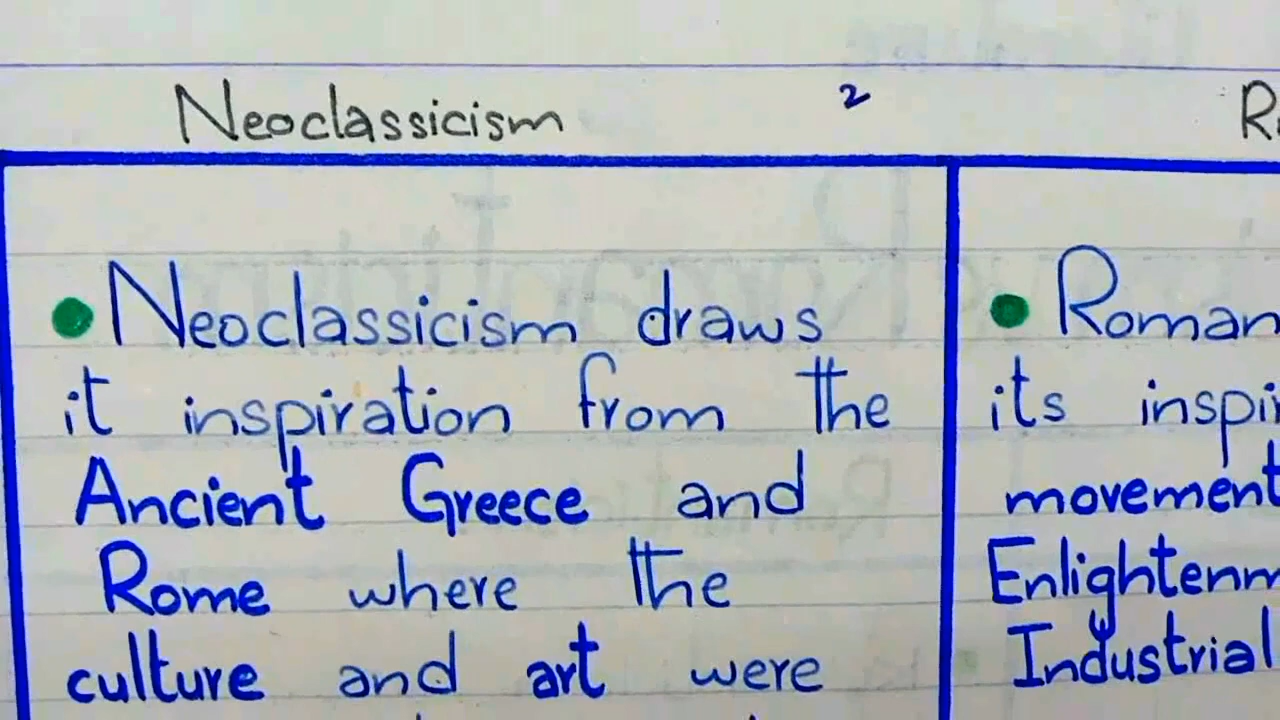 Neoclassicism
2
Neoclassicism draws
it inspiration from the
Ancient Greece and
Rome where the
culture and art were
Roman
its inspi
movement
Enlightenm
Industrial